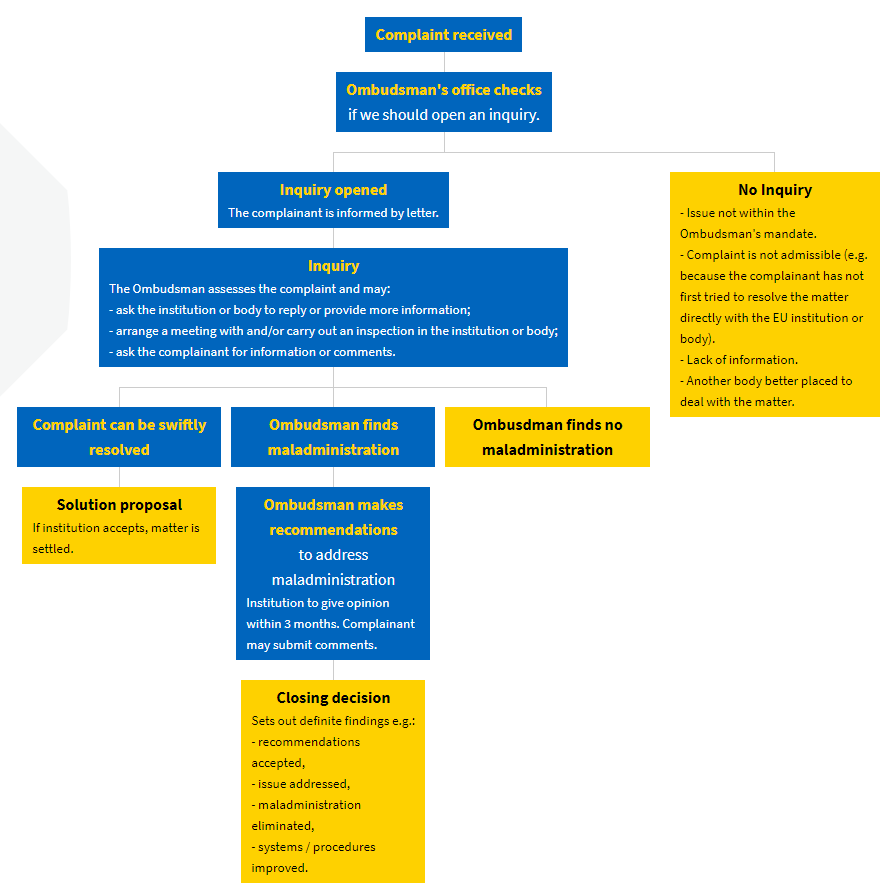 Complaint received
Ombudsman's office checks
if we should open an inquiry.
Inquiry opened
The complainant is informed by letter.
No Inquiry
- Issue not within the
Ombudsman's mandate.
- Complaint is not admissible (e.g.
because the complainant has not
first tried to resolve the matter
directly with the EU institution or
body).
- Lack of information.
- Another body better placed to
deal with the matter.
Inquiry
The Ombudsman assesses the complaint and may:
- ask the institution or body to reply or provide more information;
- arrange a meeting with and/or carry out an inspection in the institution or body;
- ask the complainant for information or comments.
Complaint can be swiftly
resolved
Solution proposal
If institution accepts, matter is
settled.
Ombudsman finds
maladministration
Ombudsman makes
recommendations
to address
maladministration
Institution to give opinion
within 3 months. Complainant
may submit comments.
Closing decision
Sets out definite findings e.g.:
- recommendations
accepted,
- issue addressed,
- maladministration
eliminated,
- systems / procedures
improved.
Ombusdman finds no
maladministration